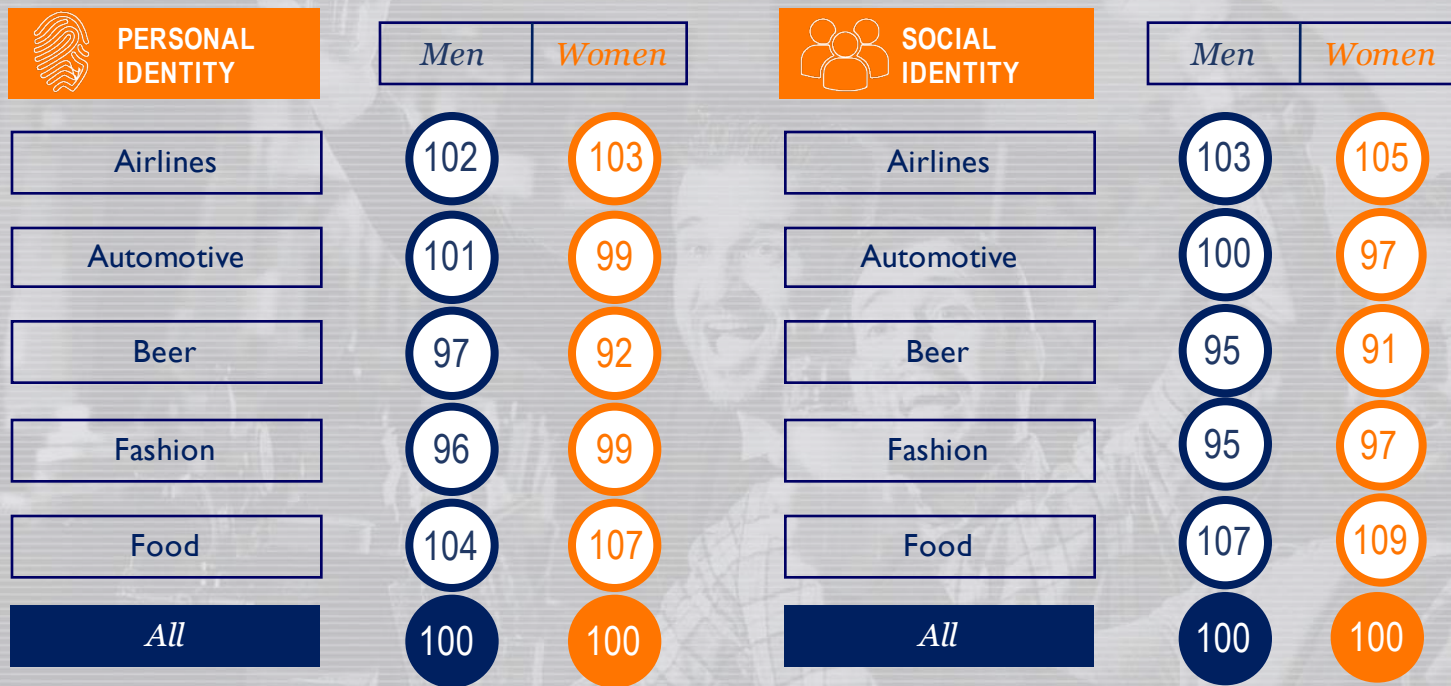 PERSONAL
IDENTITY
Men Women
Airlines 102 103
Automotive 101 99
Beer 97 92
Fashion 96 99
Food 104 107
All 100 100
SOCIAL
IDENTITY
Men Women
Airlines 103 105
Automotive 100 97
Beer 95 91
Fashion 95 97
Food 107 109
All 100 100